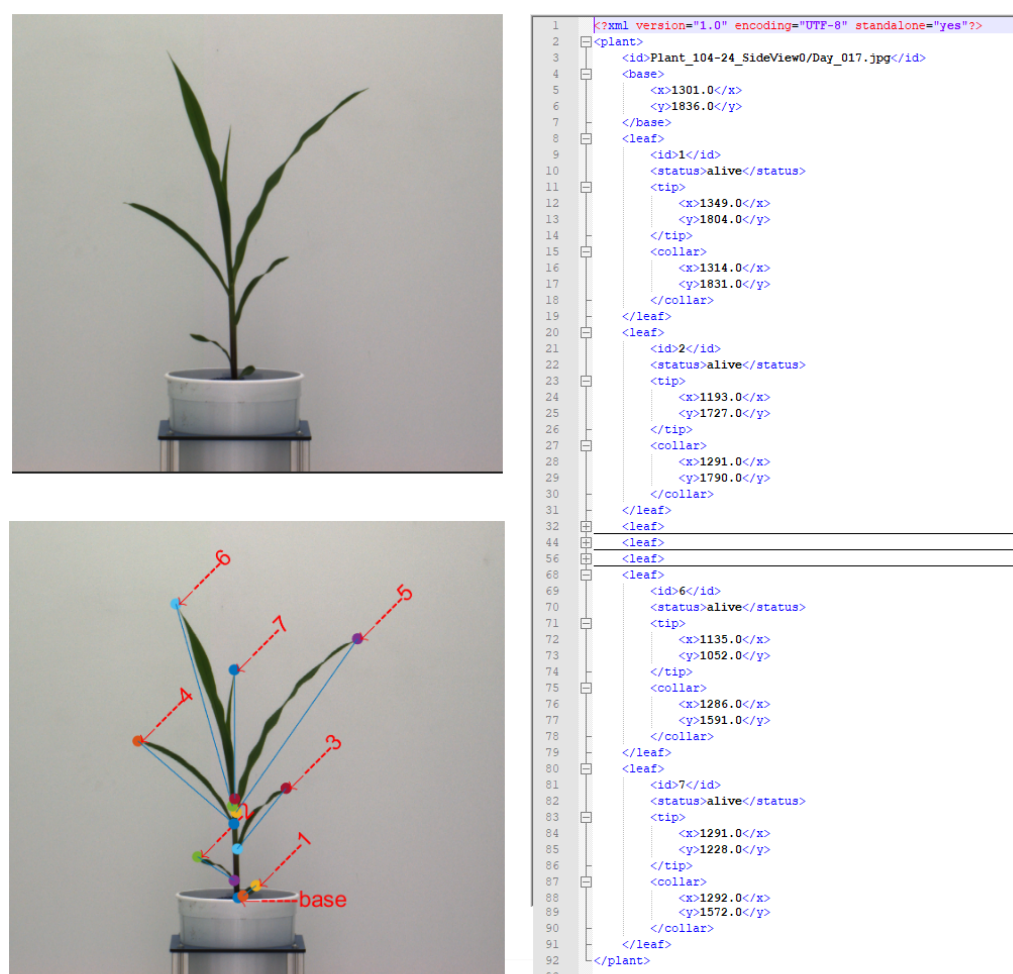 1 <?xml version="1.0" encoding="UTF-8" standalone="yes"?>
2 <plant>
3 <id>Plant_104-24_SideView0/Day_017.jpg</id>
4 <base>
5 <x>1301.0</x>
6 <y>1836.0</y>
7 </base>
8 <leaf>
9 <id>1</id>
10 <status>alive</status>
11 <tip>
12 <x>1349.0</x>
13 <y>1804.0</y>
14 </tip>
15 <collar>
16 <x>1314.0</x>
17 <y>1831.0</y>
18 </collar>
19 </leaf>
20 <leaf>
21 <id>2</id>
22 <status>alive</status>
23 <tip>
24 <x>1193.0</x>
25 <y>1727.0</y>
26 </tip>
27 <collar>
28 <x>1291.0</x>
29 <y>1790.0</y>
30 </collar>
31 </leaf>
32 <leaf>
44 <leaf>
56 <leaf>
68 <leaf>
69 <id>6</id>
70 <status>alive</status>
71 <tip>
72 <x>1135.0</x>
73 <y>1052.0</y>
74 </tip>
75 <collar>
76 <x>1286.0</x>
77 <y>1591.0</y>
78 </collar>
79 </leaf>
80 <leaf>
81 <id>7</id>
82 <status>alive</status>
83 <tip>
84 <x>1291.0</x>
85 <y>1228.0</y>
86 </tip>
87 <collar>
88 <x>1292.0</x>
89 <y>1572.0</y>
90 </collar>
91 </leaf>
92 </plant>
6
5
7
4
3
2
1
base